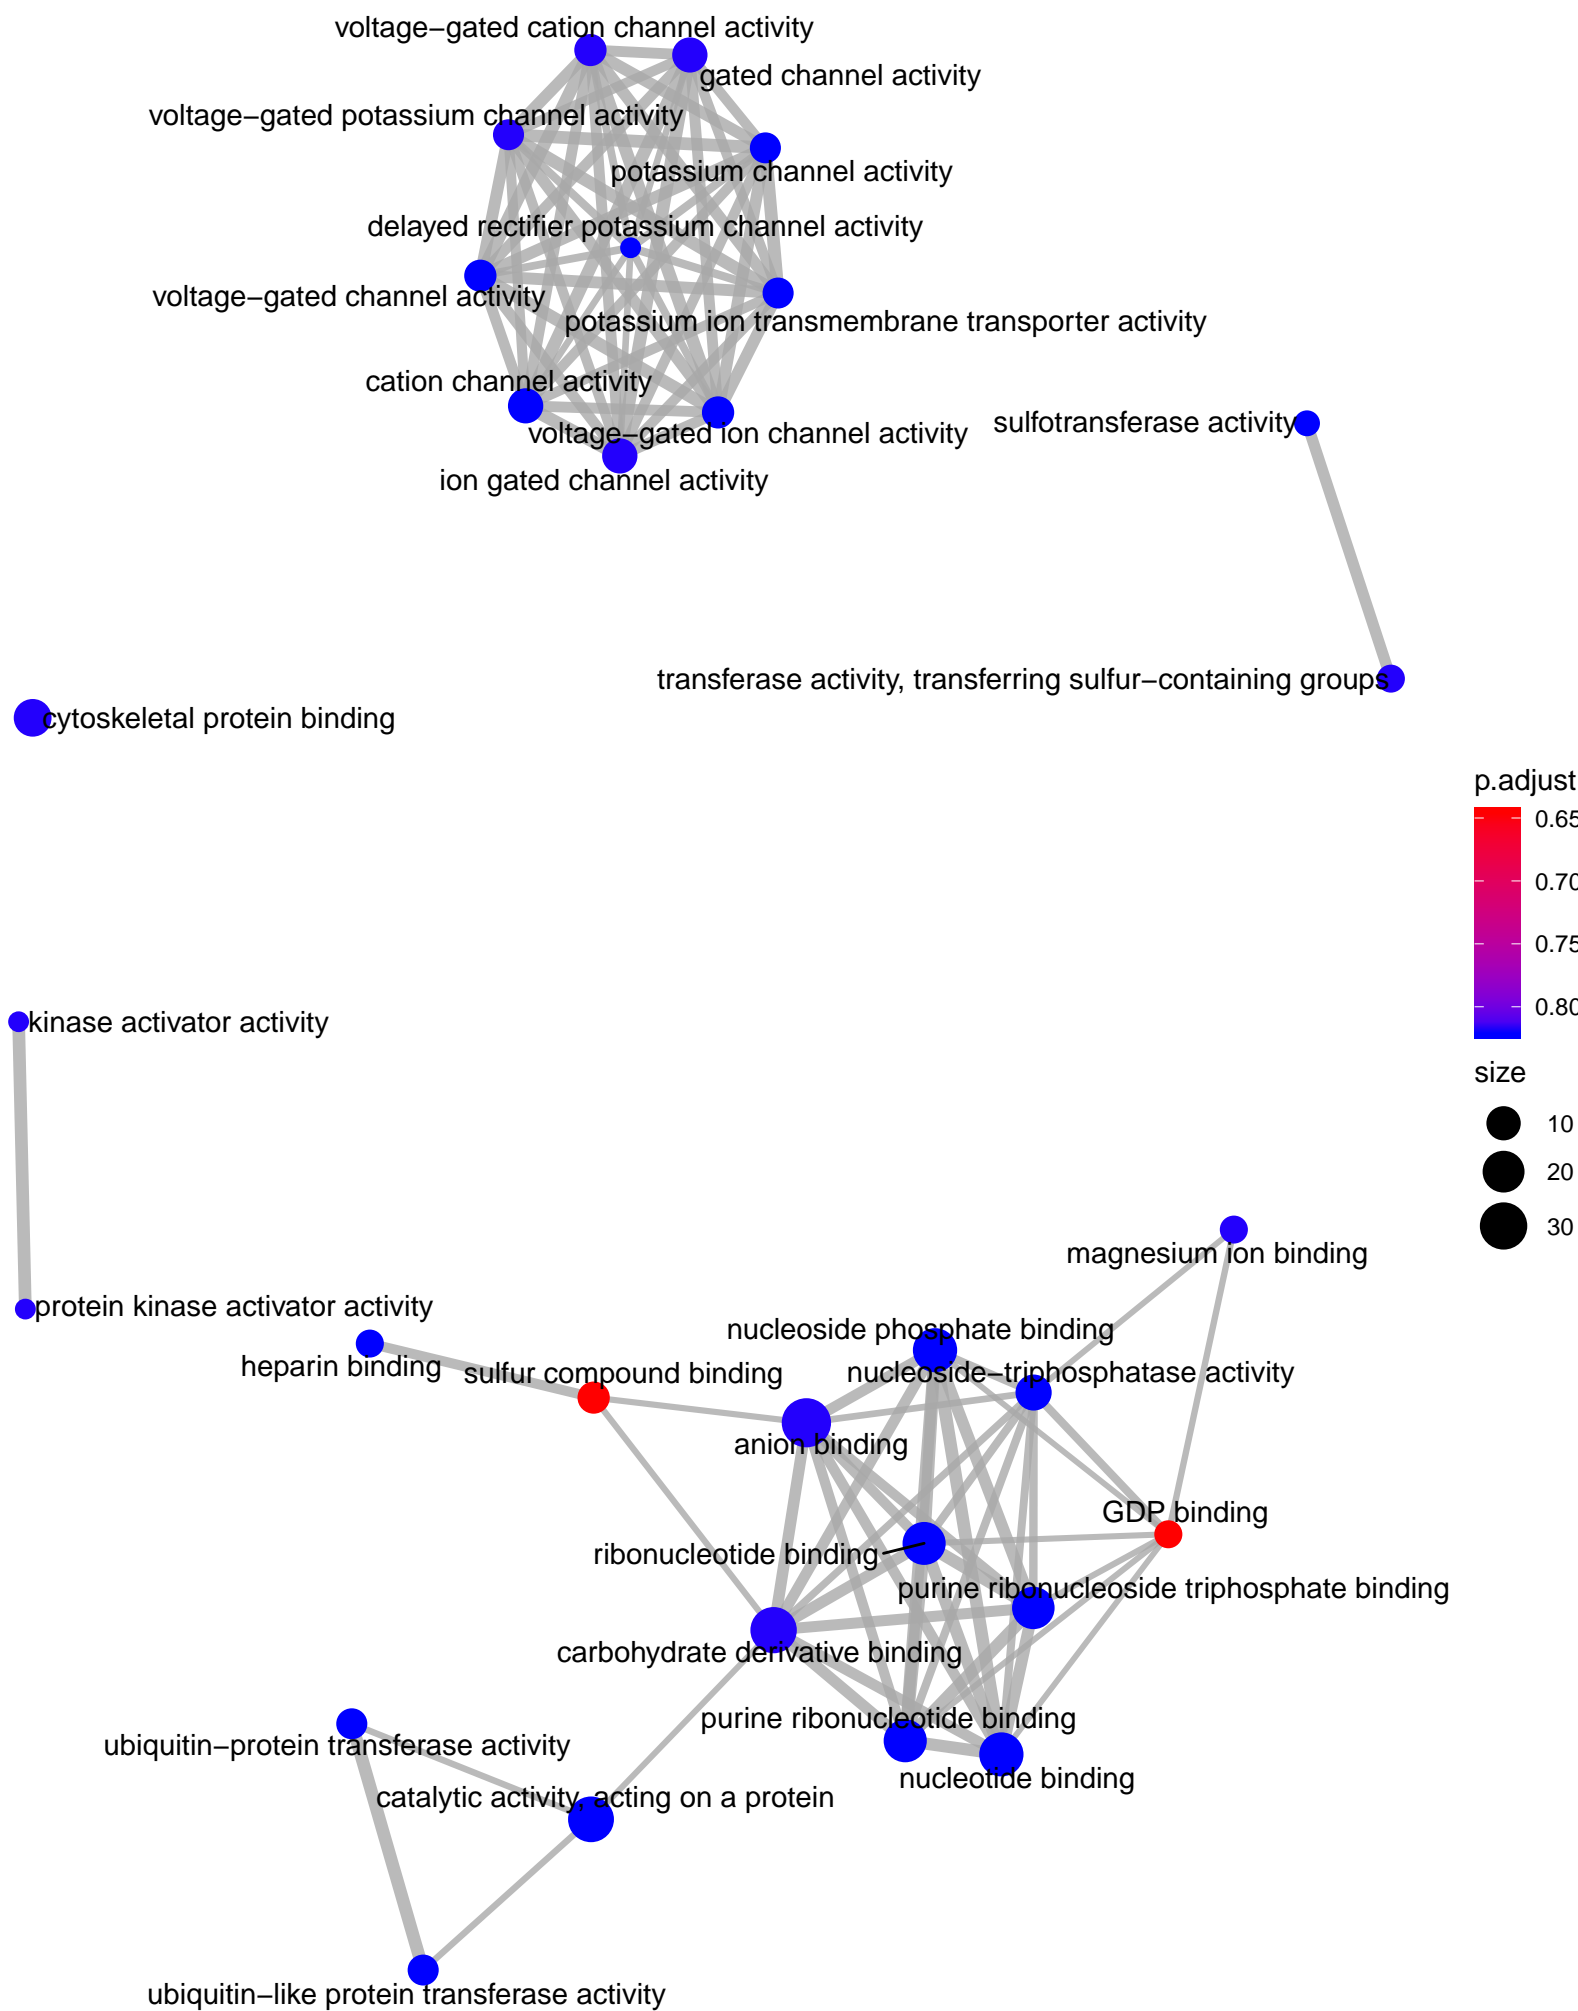 voltage−gated cation channel activity
gated channel activity
voltage−gated potassium channel activity
potassium channel activity
delayed rectifier potassium channel activity
voltage−gated channel activity
potassium ion transmembrane transporter activity
cation channel activity
voltage−gated ion channel activity
sulfotransferase activity
ion gated channel activity
transferase activity, transferring sulfur−containing groups
cytoskeletal protein binding
p.adjust
0.65
0.70
0.75
0.80
kinase activator activity
size
10
20
30
magnesium ion binding
protein kinase activator activity
nucleoside phosphate binding
heparin binding
sulfur compound binding
nucleoside−triphosphatase activity
anion binding
GDP binding
ribonucleotide binding
purine ribonucleoside triphosphate binding
carbohydrate derivative binding
purine ribonucleotide binding
ubiquitin−protein transferase activity
nucleotide binding
catalytic activity, acting on a protein
ubiquitin−like protein transferase activity